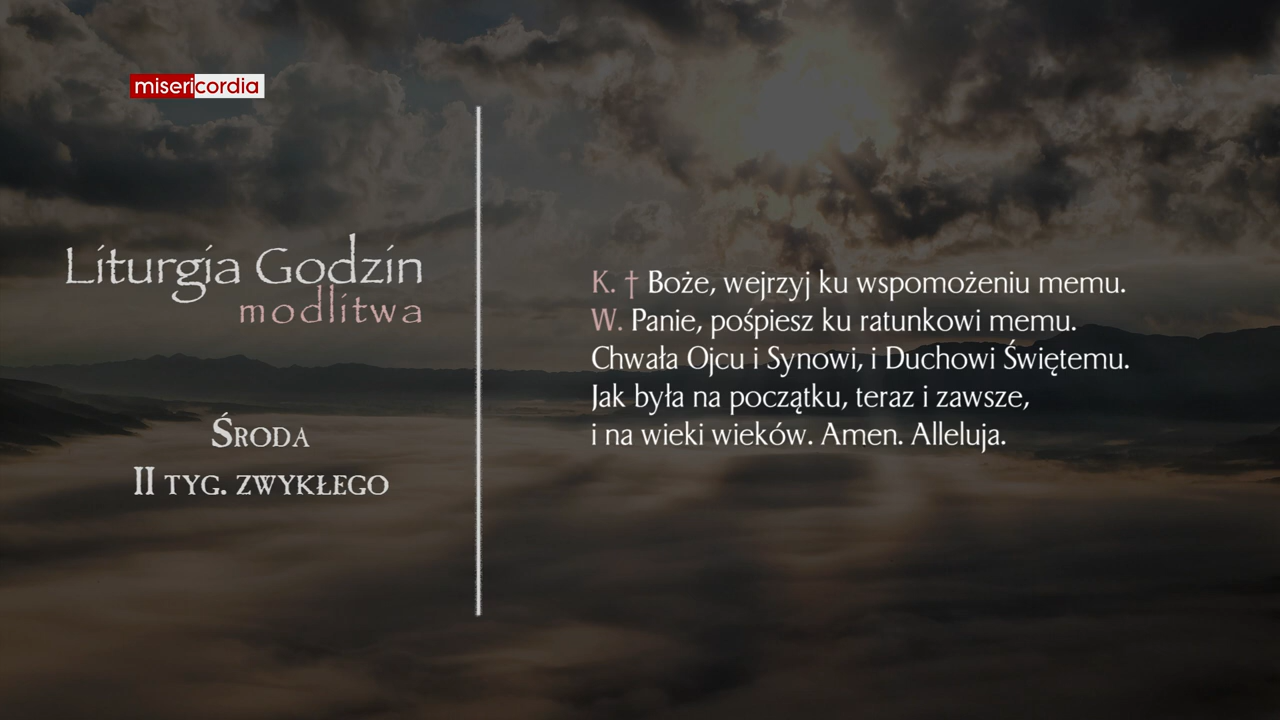 misericordia
Liturgia Godzin
modlitwa
Środa
II tyg. zwykłego
K. † Boże, wejrzyj ku wspomożeniu memu.
W. Panie, pośpiesz ku ratunkowi memu.
Chwała Ojcu i Synowi, i Duchowi Świętemu.
Jak była na początku, teraz i zawsze,
i na wieki wieków. Amen. Alleluja.